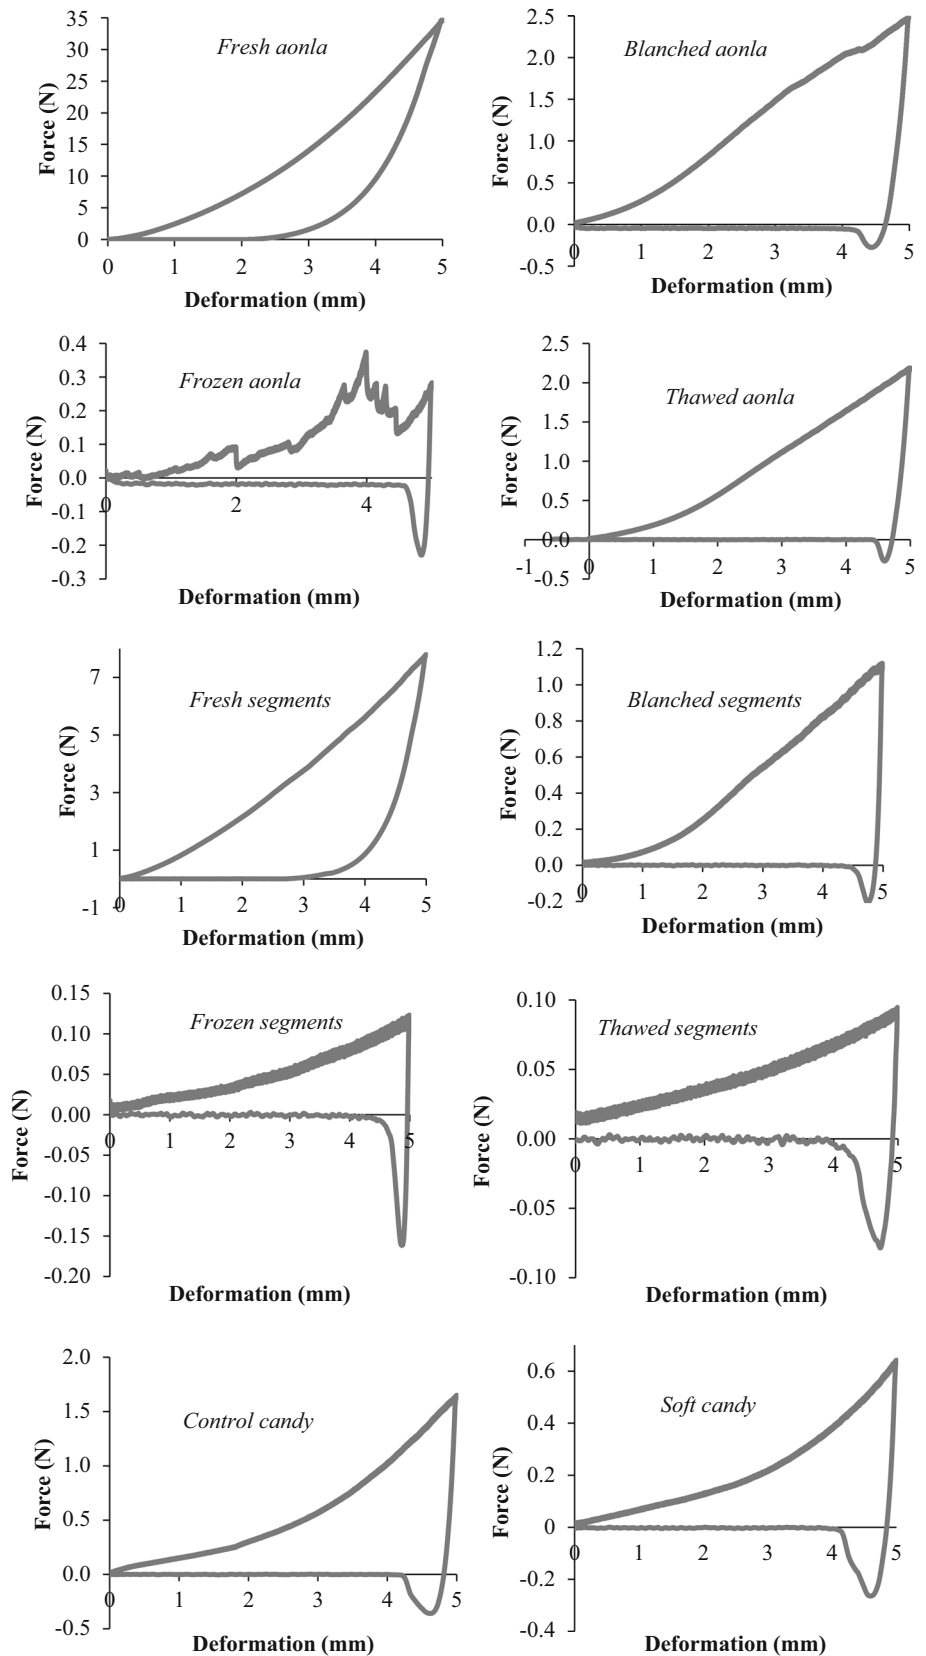 Fresh aonla
Force (N)
35
30
25
20
15
10
5
0
0 1 2 3 4 5
Deformation (mm)
Blanched aonla
Force (N)
2.5
2.0
1.5
1.0
0.5
0.0
-0.5
0 1 2 3 4 5
Deformation (mm)
Frozen aonla
Force (N)
0.4
0.3
0.2
0.1
0.0
-0.1
-0.2
-0.3
0 2 4
Deformation (mm)
Thawed aonla
Force (N)
2.5
2.0
1.5
1.0
0.5
0.0
-0.5
-1 0 1 2 3 4 5
Deformation (mm)
Fresh segments
Force (N)
7
5
3
1
-1
0 1 2 3 4 5
Deformation (mm)
Blanched segments
Force (N)
1.2
1.0
0.8
0.6
0.4
0.2
0.0
-0.2
0 1 2 3 4 5
Deformation (mm)
Frozen segments
Force (N)
0.15
0.10
0.05
0.00
-0.05
-0.10
-0.15
-0.20
0 1 2 3 4 5
Deformation (mm)
Thawed segments
Force (N)
0.10
0.05
0.00
-0.05
-0.10
0 1 2 3 4 5
Deformation (mm)
Control candy
Force (N)
2.0
1.5
1.0
0.5
0.0
-0.5
0 1 2 3 4 5
Deformation (mm)
Soft candy
Force (N)
0.6
0.4
0.2
0
-0.2
-0.4
0 1 2 3 4 5
Deformation (mm)